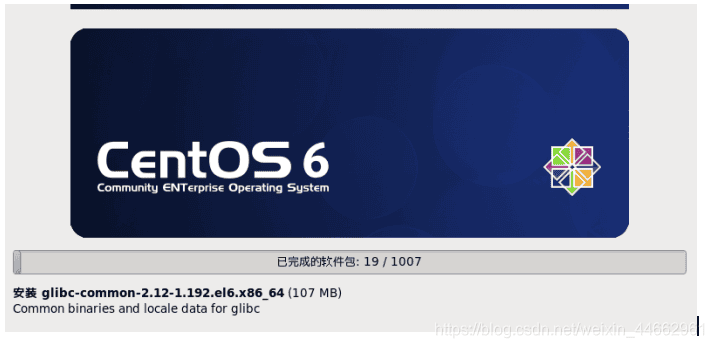 CentOS 6
Community ENTerprise Operating System
已完成的软件包: 19 / 1007
安装 glibc-common-2.12-1.192.el6.x86_64 (107 MB)
Common binaries and locale data for glibc
https://blog.csdn.net/weixin_44662961